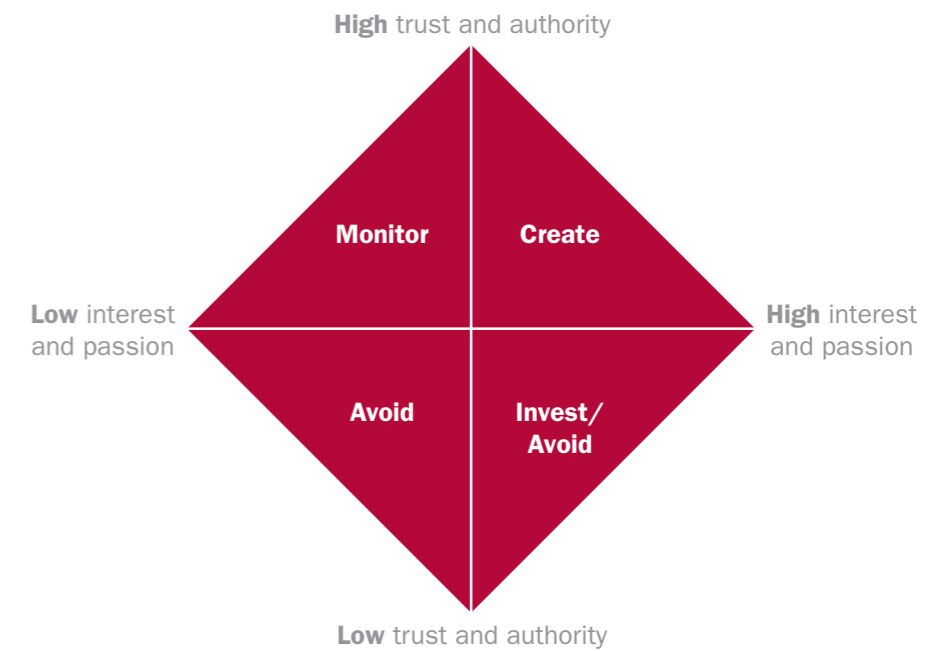 High trust and authority
Monitor
Create
Low interest
and passion
High interest
and passion
Avoid
Invest/
Avoid
Low trust and authority